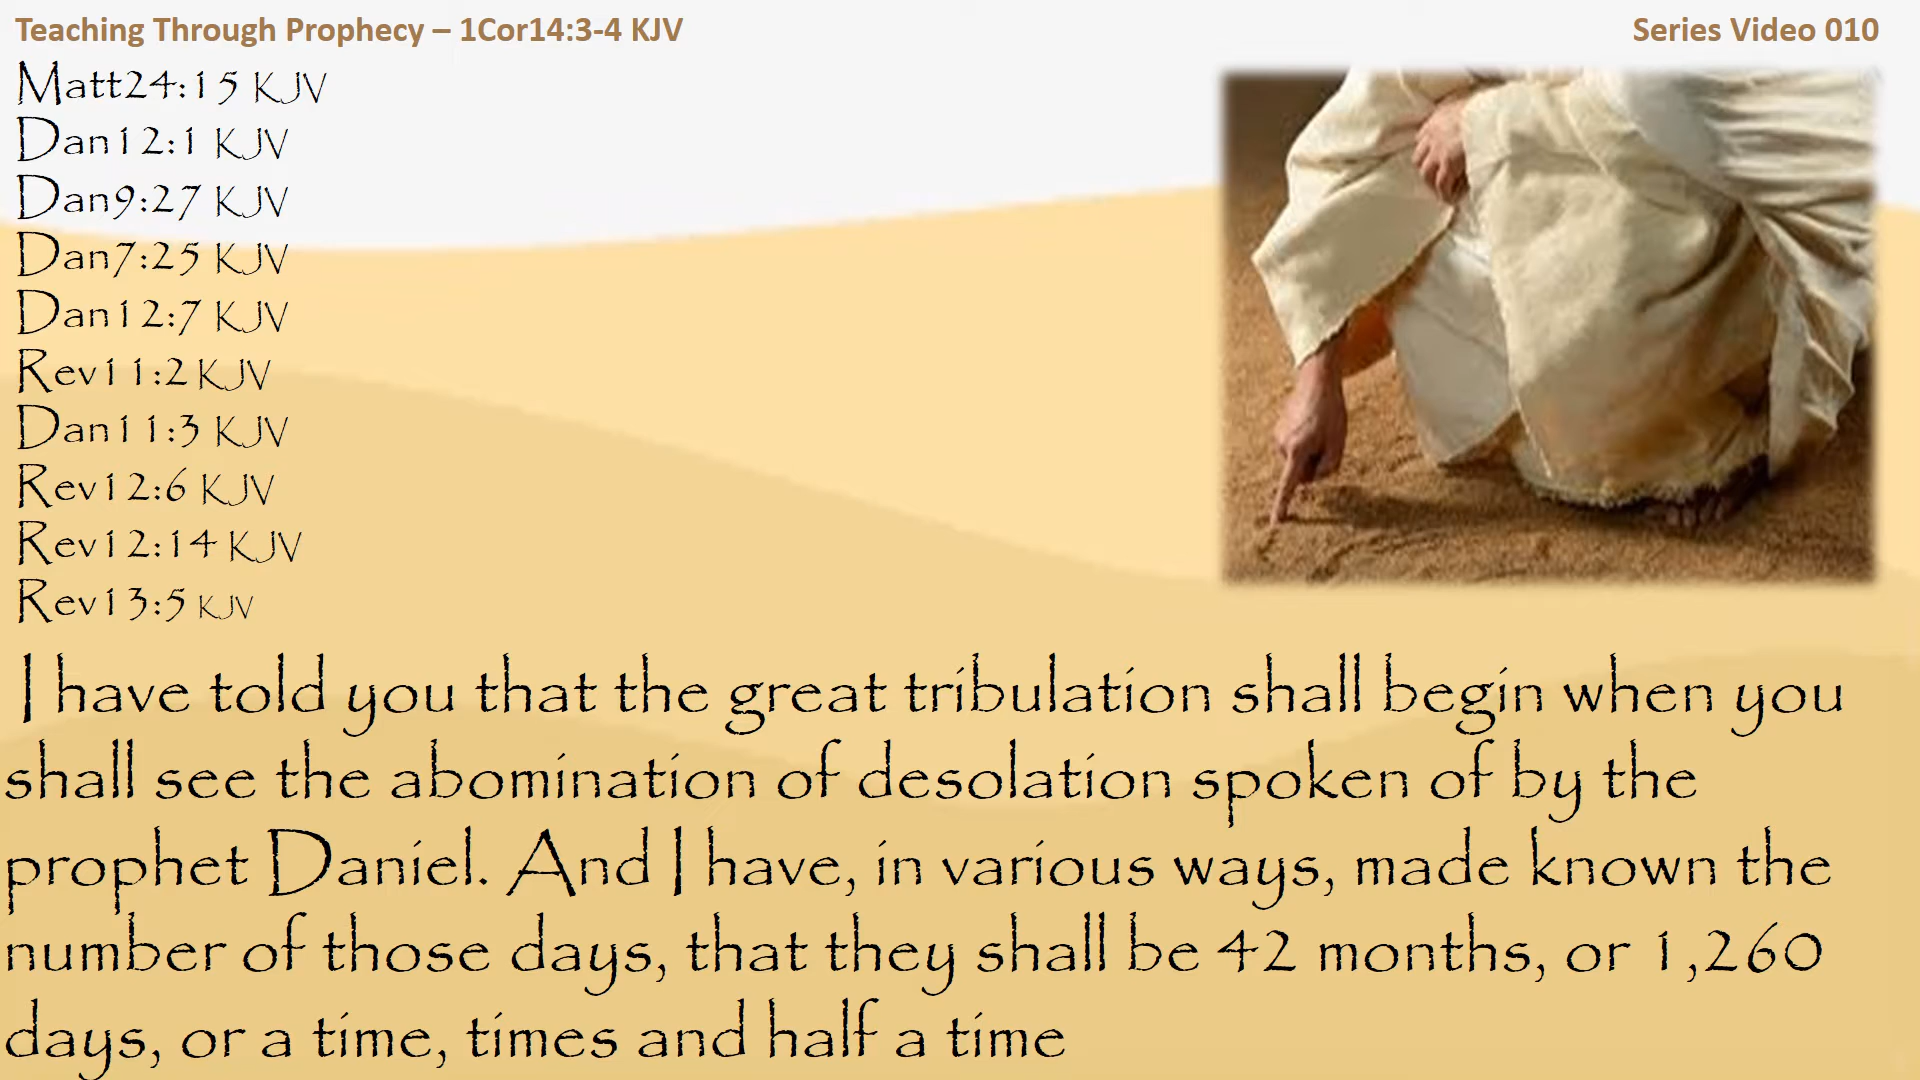 Teaching Through Prophecy – 1Cor14:3-4 KJV
Series Video 010
Matt24:15 KJV
Dan12:1 KJV
Dan9:27 KJV
Dan7:25 KJV
Dan12:7 KJV
Rev11:2 KJV
Dan11:3 KJV
Rev12:6 KJV
Rev12:14 KJV
Rev13:5 KJV
I have told you that the great tribulation shall begin when you
shall see the abomination of desolation spoken of by the
prophet Daniel. And I have, in various ways, made known the
number of those days, that they shall be 42 months, or 1,260
days, or a time, times and half a time